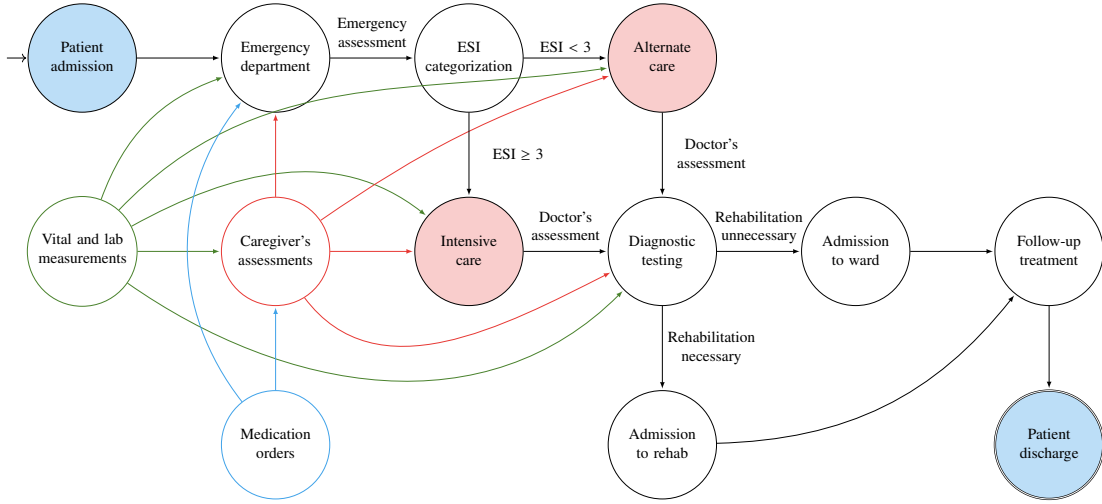 Patient
admission
Emergency
department
Emergency
assessment
ESI
categorization
ESI < 3
Alternate
care
ESI ≥ 3
Doctor's
assessment
Vital and lab
measurements
Caregiver's
assessments
Intensive
care
Doctor's
assessment
Diagnostic
testing
Rehabilitation
unnecessary
Admission
to ward
Follow-up
treatment
Rehabilitation
necessary
Medication
orders
Admission
to rehab
Patient
discharge